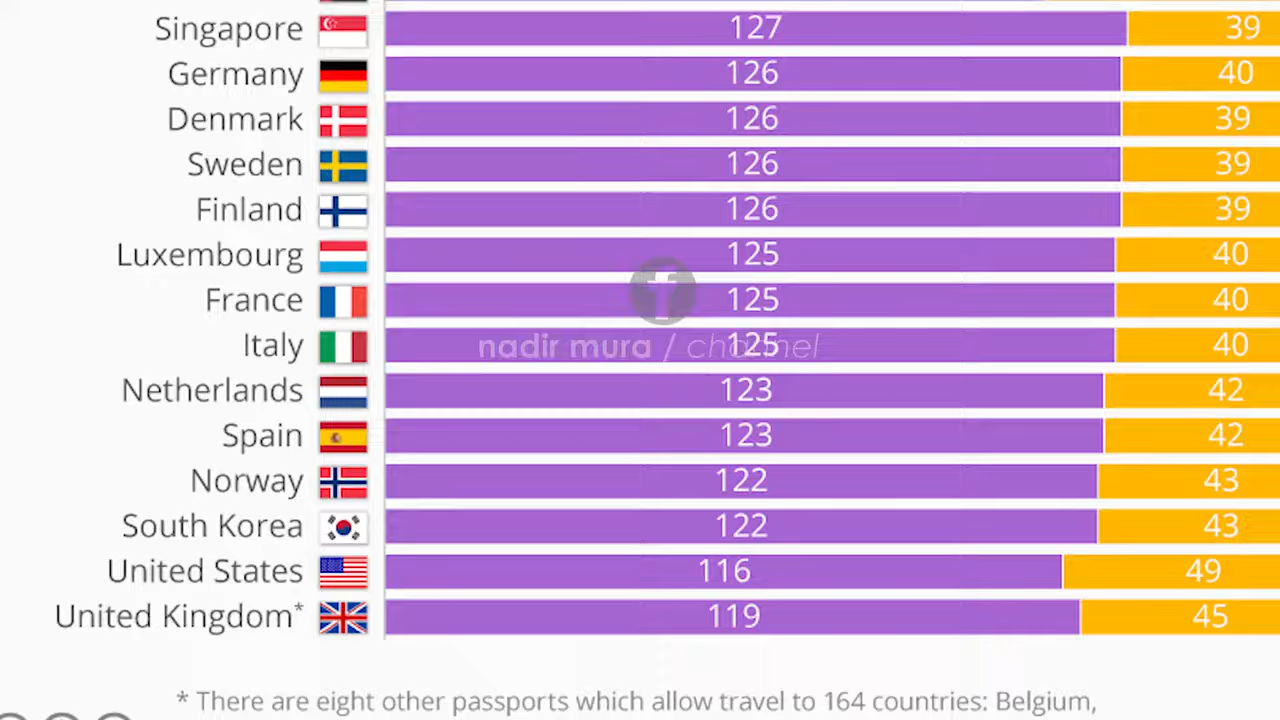 Singapore 127 39
Germany 126 40
Denmark 126 39
Sweden 126 39
Finland 126 39
Luxembourg 125 40
France 125 40
Italy 125 40
nadir mura / channel
Netherlands 123 42
Spain 123 42
Norway 122 43
South Korea 122 43
United States 116 49
United Kingdom* 119 45
* There are eight other passports which allow travel to 164 countries: Belgium,